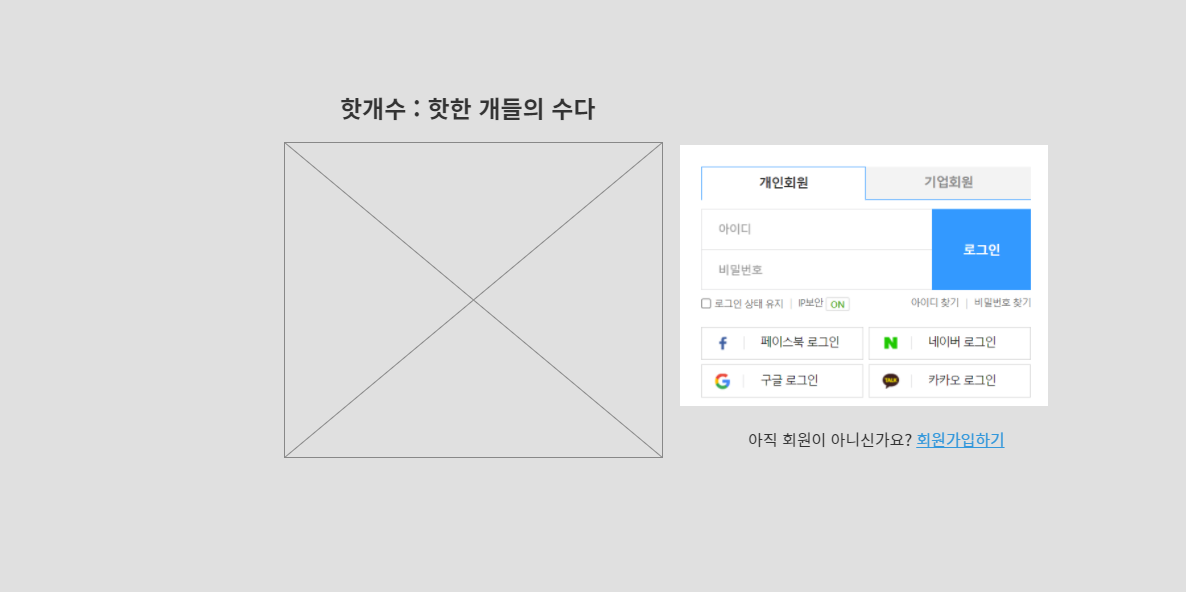 핫개수 : 핫한 개들의 수다
개인회원 기업회원
아이디
로그인
비밀번호
로그인 상태 유지 | IP보안 ON 아이디 찾기 | 비밀번호 찾기
페이스북 로그인 네이버 로그인
구글 로그인 TALK 카카오 로그인
아직 회원이 아니신가요? 회원가입하기